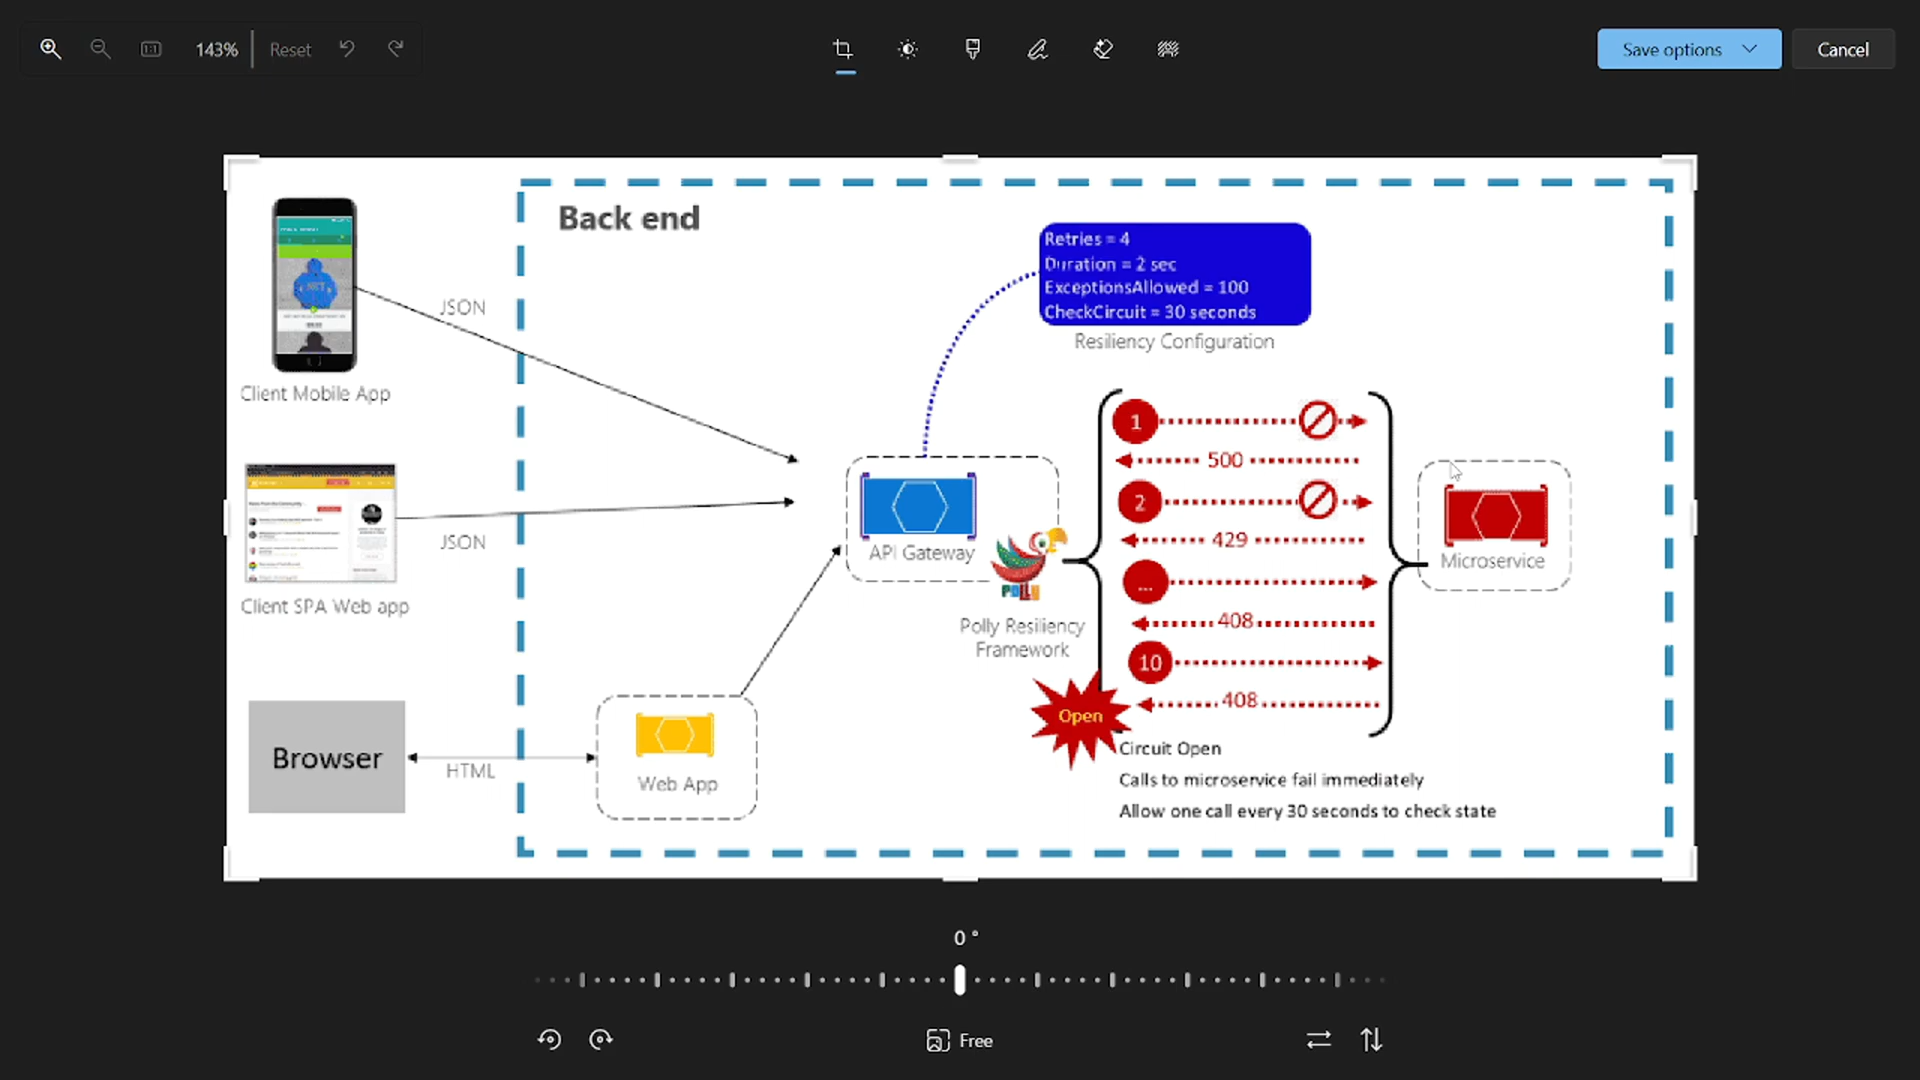 143%
Reset
Save options
Cancel
Back end
Retries = 4
Duration = 2 sec
ExceptionsAllowed = 100
CheckCircuit = 30 seconds
Resiliency Configuration
JSON
Client Mobile App
1
500
2
429
...
408
10
408
API Gateway
POLLY
Polly Resiliency
Framework
Microservice
JSON
Client SPA Web app
Open
Circuit Open
Calls to microservice fail immediately
Allow one call every 30 seconds to check state
Browser
HTML
Web App
0 °
Free